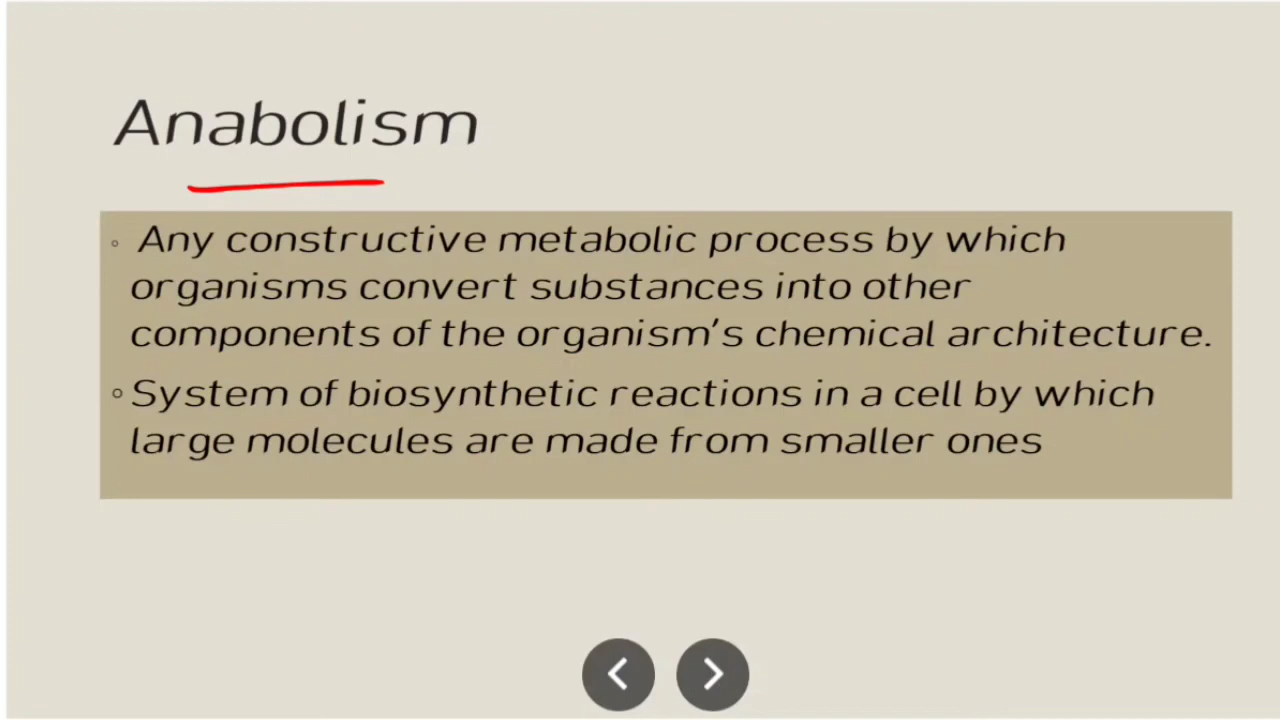 Anabolism
◦ Any constructive metabolic process by which
organisms convert substances into other
components of the organism's chemical architecture.
◦ System of biosynthetic reactions in a cell by which
large molecules are made from smaller ones